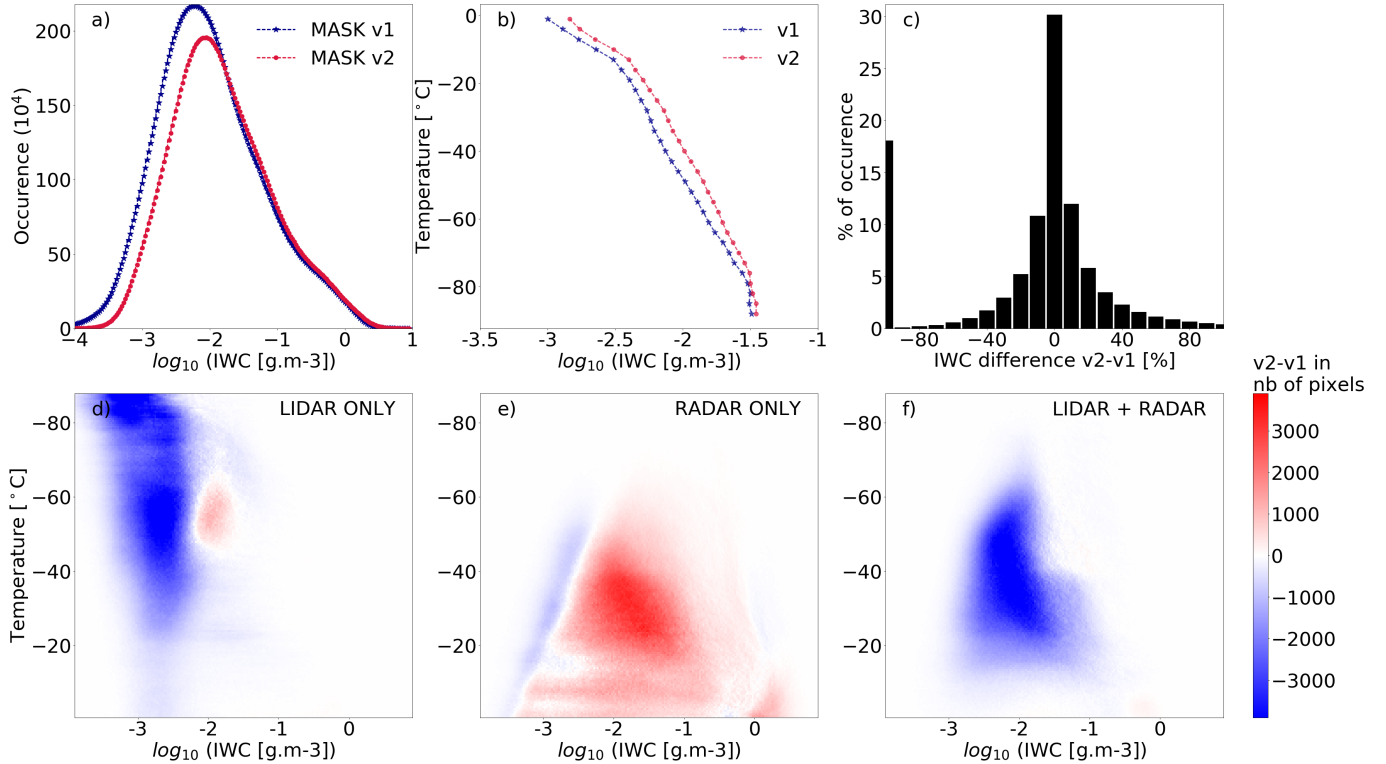 a)
MASK v1
MASK v2
Occurence (10⁴)
200
150
100
50
0
−4
−3
−2
−1
0
1
log₁₀ (IWC [g.m-3])
b)
v1
v2
Temperature [°C]
0
−20
−40
−60
−80
-3.5
-3
-2.5
-2
-1.5
-1
log₁₀ (IWC [g.m-3])
c)
% of occurence
30
25
20
15
10
5
0
−80
−40
0
40
80
IWC difference v2-v1 [%]
d)
LIDAR ONLY
Temperature [°C]
−80
−60
−40
−20
-3
-2
-1
0
log₁₀ (IWC [g.m-3])
e)
RADAR ONLY
−80
−60
−40
−20
-3
-2
-1
0
log₁₀ (IWC [g.m-3])
f)
LIDAR + RADAR
−80
−60
−40
−20
-3
-2
-1
0
log₁₀ (IWC [g.m-3])
v2-v1 in
nb of pixels
3000
2000
1000
0
−1000
−2000
−3000